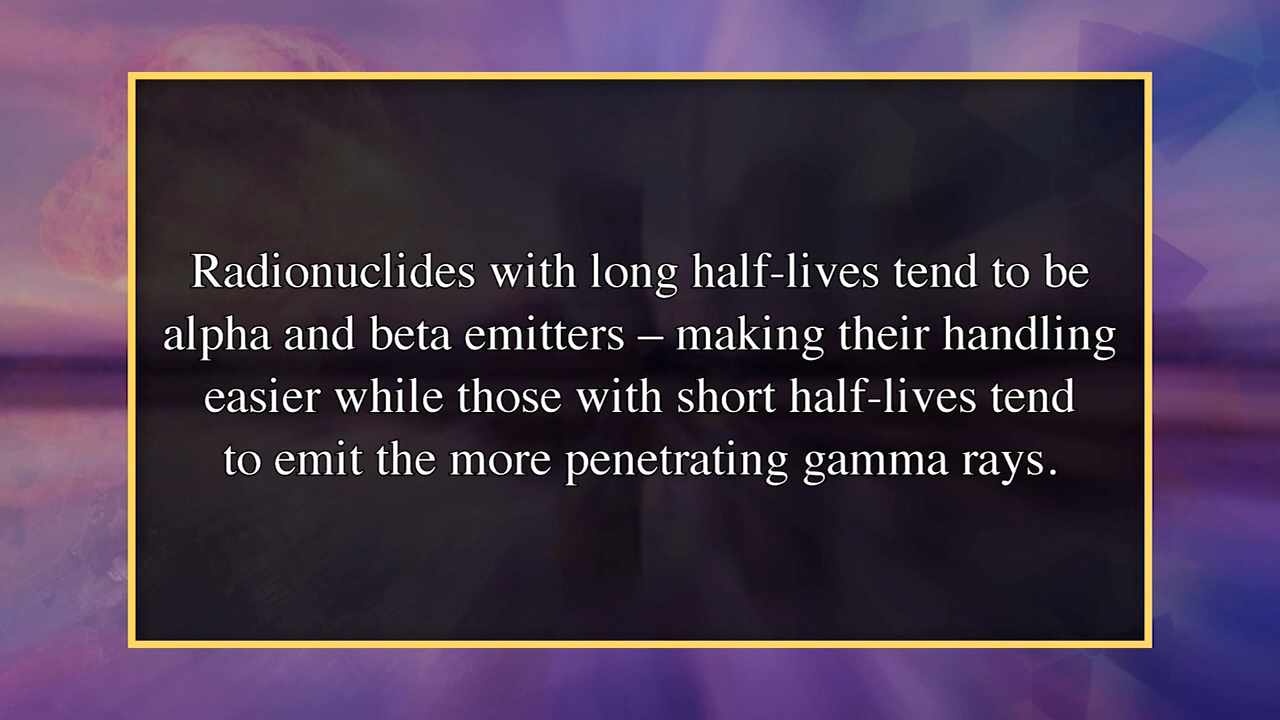 Radionuclides with long half-lives tend to be
alpha and beta emitters – making their handling
easier while those with short half-lives tend
to emit the more penetrating gamma rays.